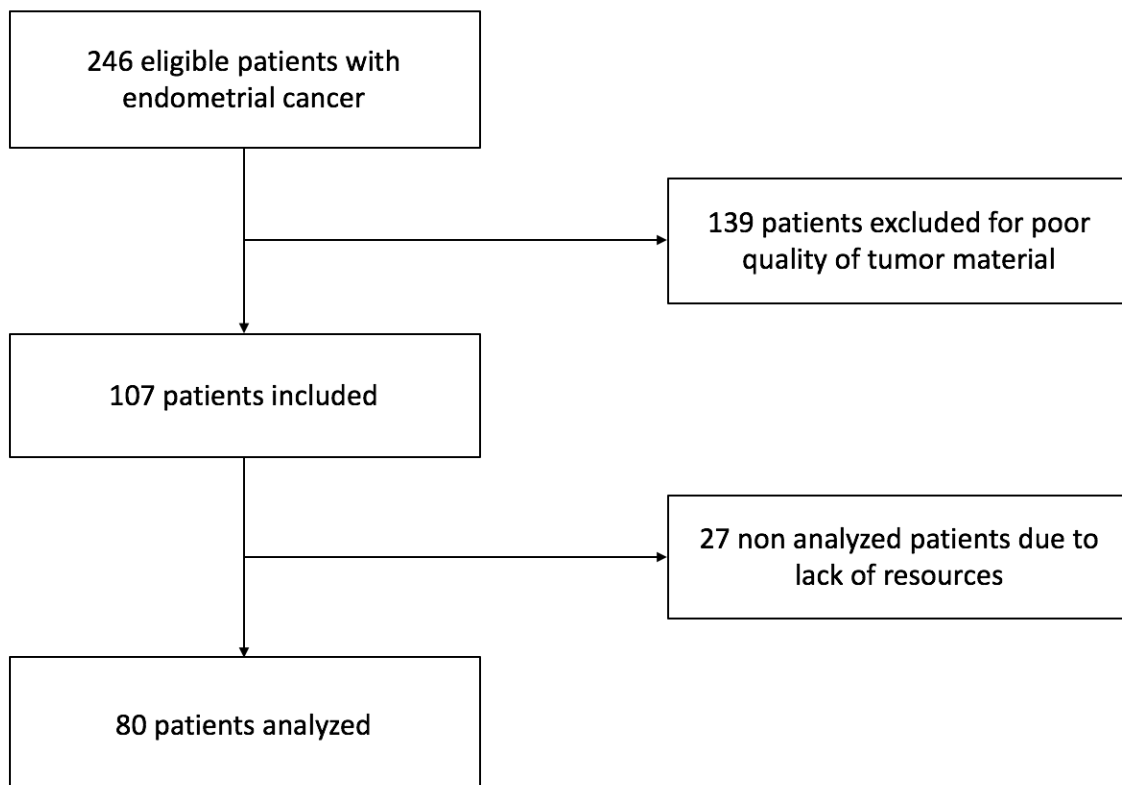 246 eligible patients with
endometrial cancer
139 patients excluded for poor
quality of tumor material
107 patients included
27 non analyzed patients due to
lack of resources
80 patients analyzed